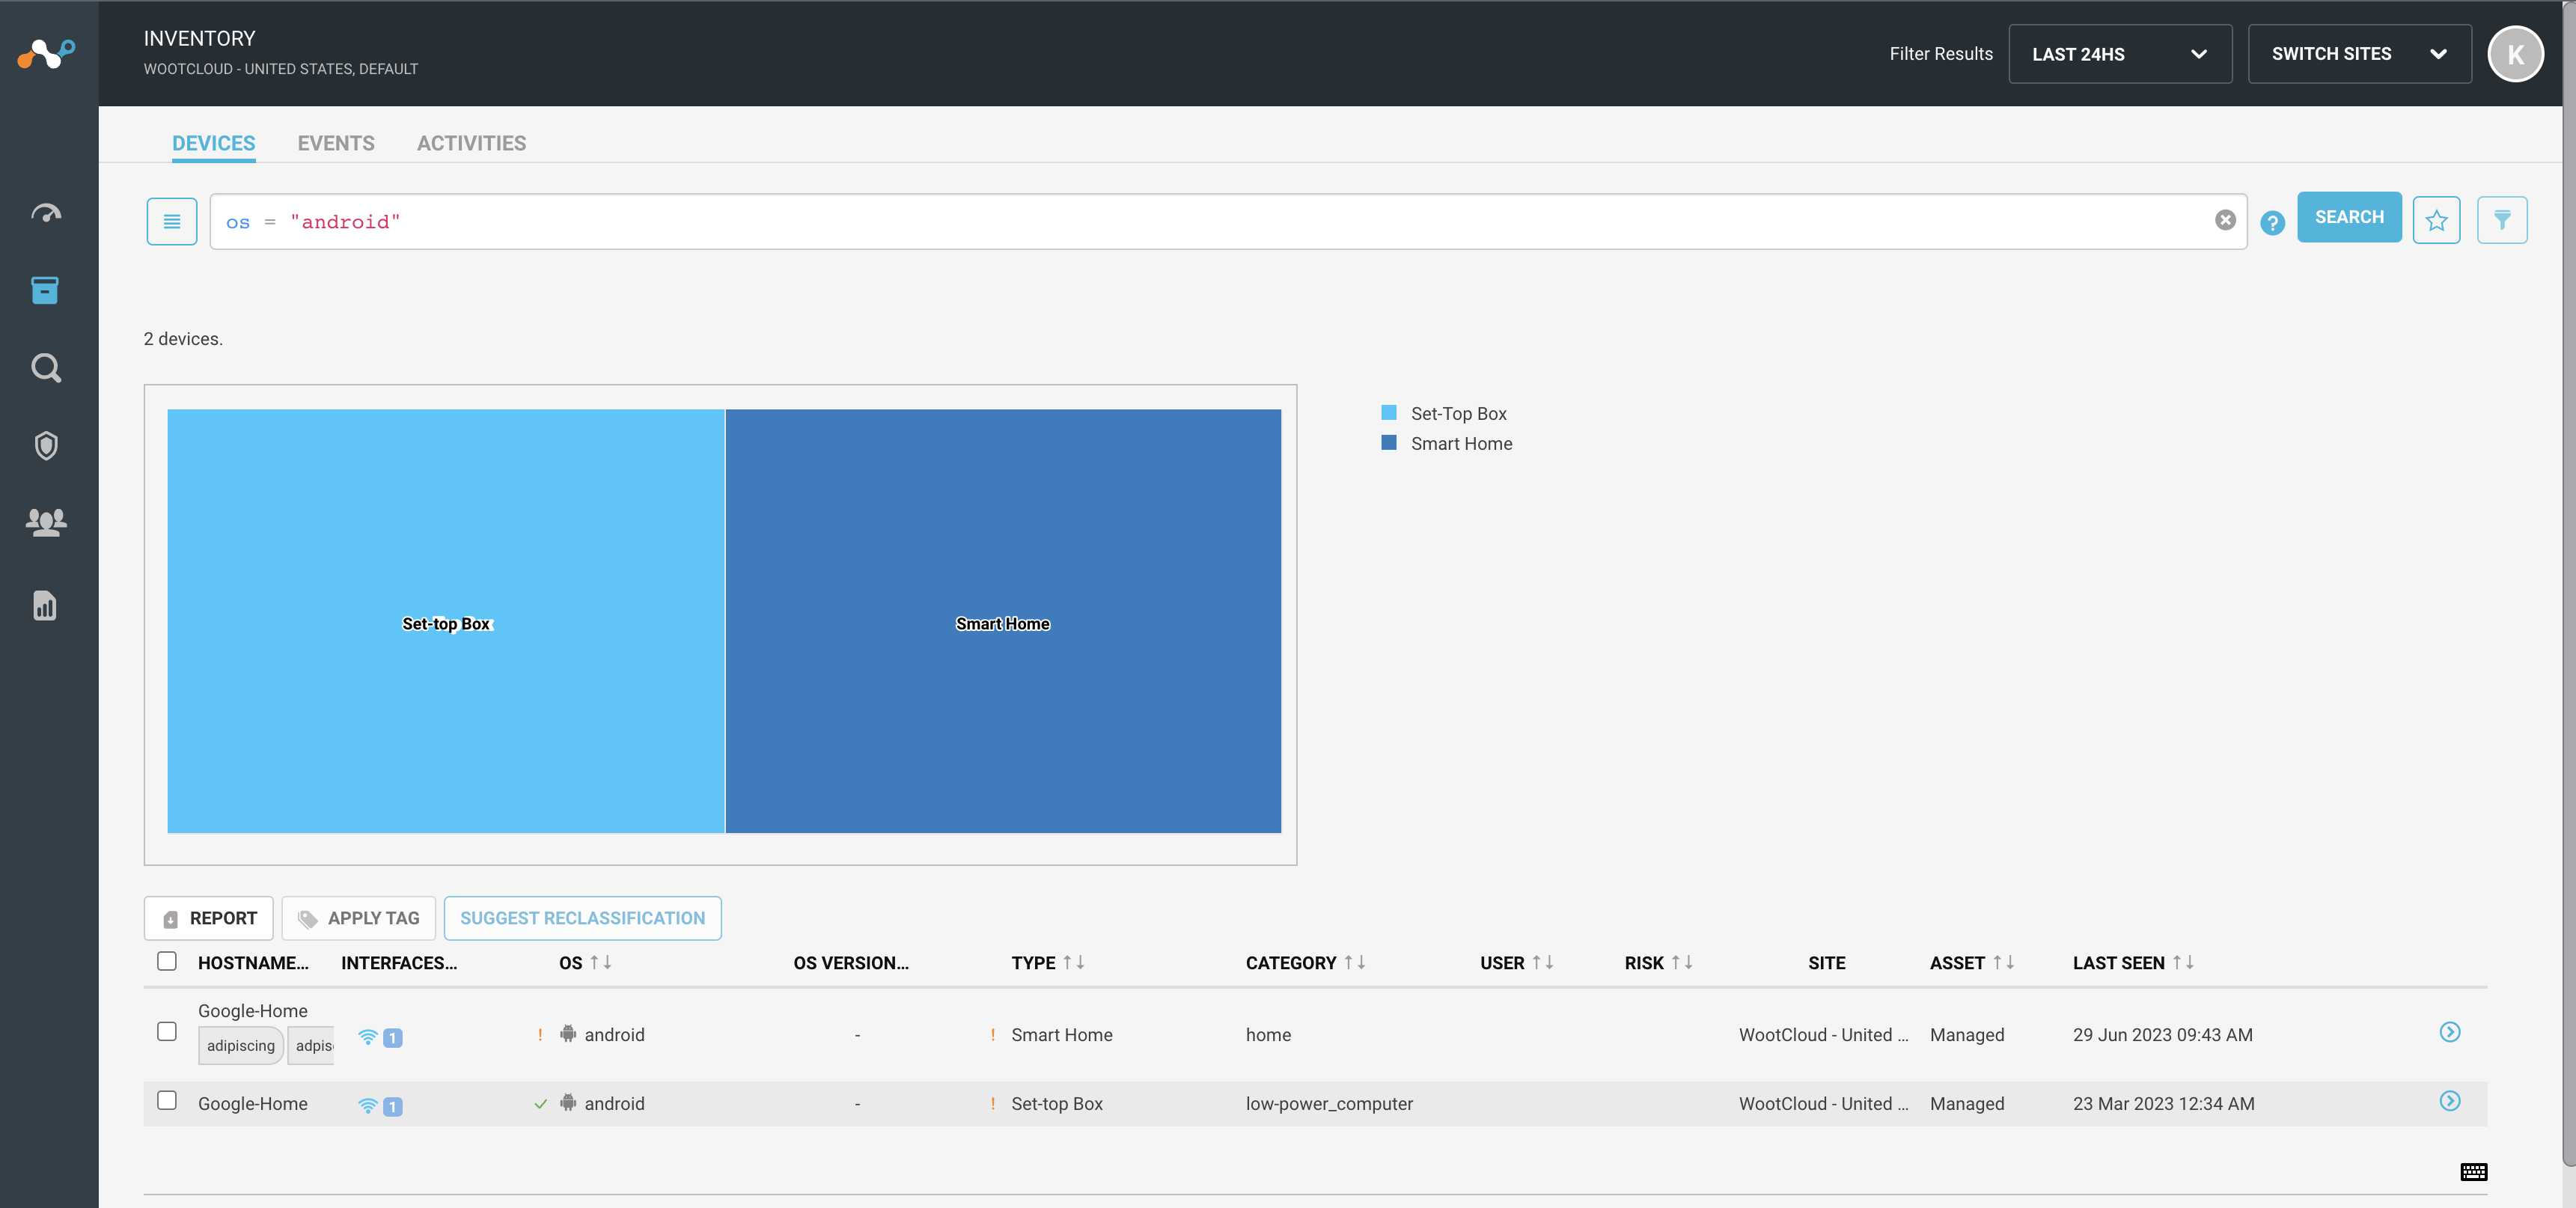 INVENTORY
WOOTCLOUD - UNITED STATES, DEFAULT
Filter Results
LAST 24HS
SWITCH SITES
K
DEVICES EVENTS ACTIVITIES
os = "android"
?
SEARCH
2 devices.
Set-top Box
Smart Home
Set-Top Box
Smart Home
REPORT
APPLY TAG
SUGGEST RECLASSIFICATION
HOSTNAME... INTERFACES... OS OS VERSION... TYPE CATEGORY USER RISK SITE ASSET LAST SEEN
Google-Home
adipiscing adpis
1 ! android - ! Smart Home home WootCloud - United ... Managed 29 Jun 2023 09:43 AM
Google-Home 1 android - ! Set-top Box low-power_computer WootCloud - United ... Managed 23 Mar 2023 12:34 AM